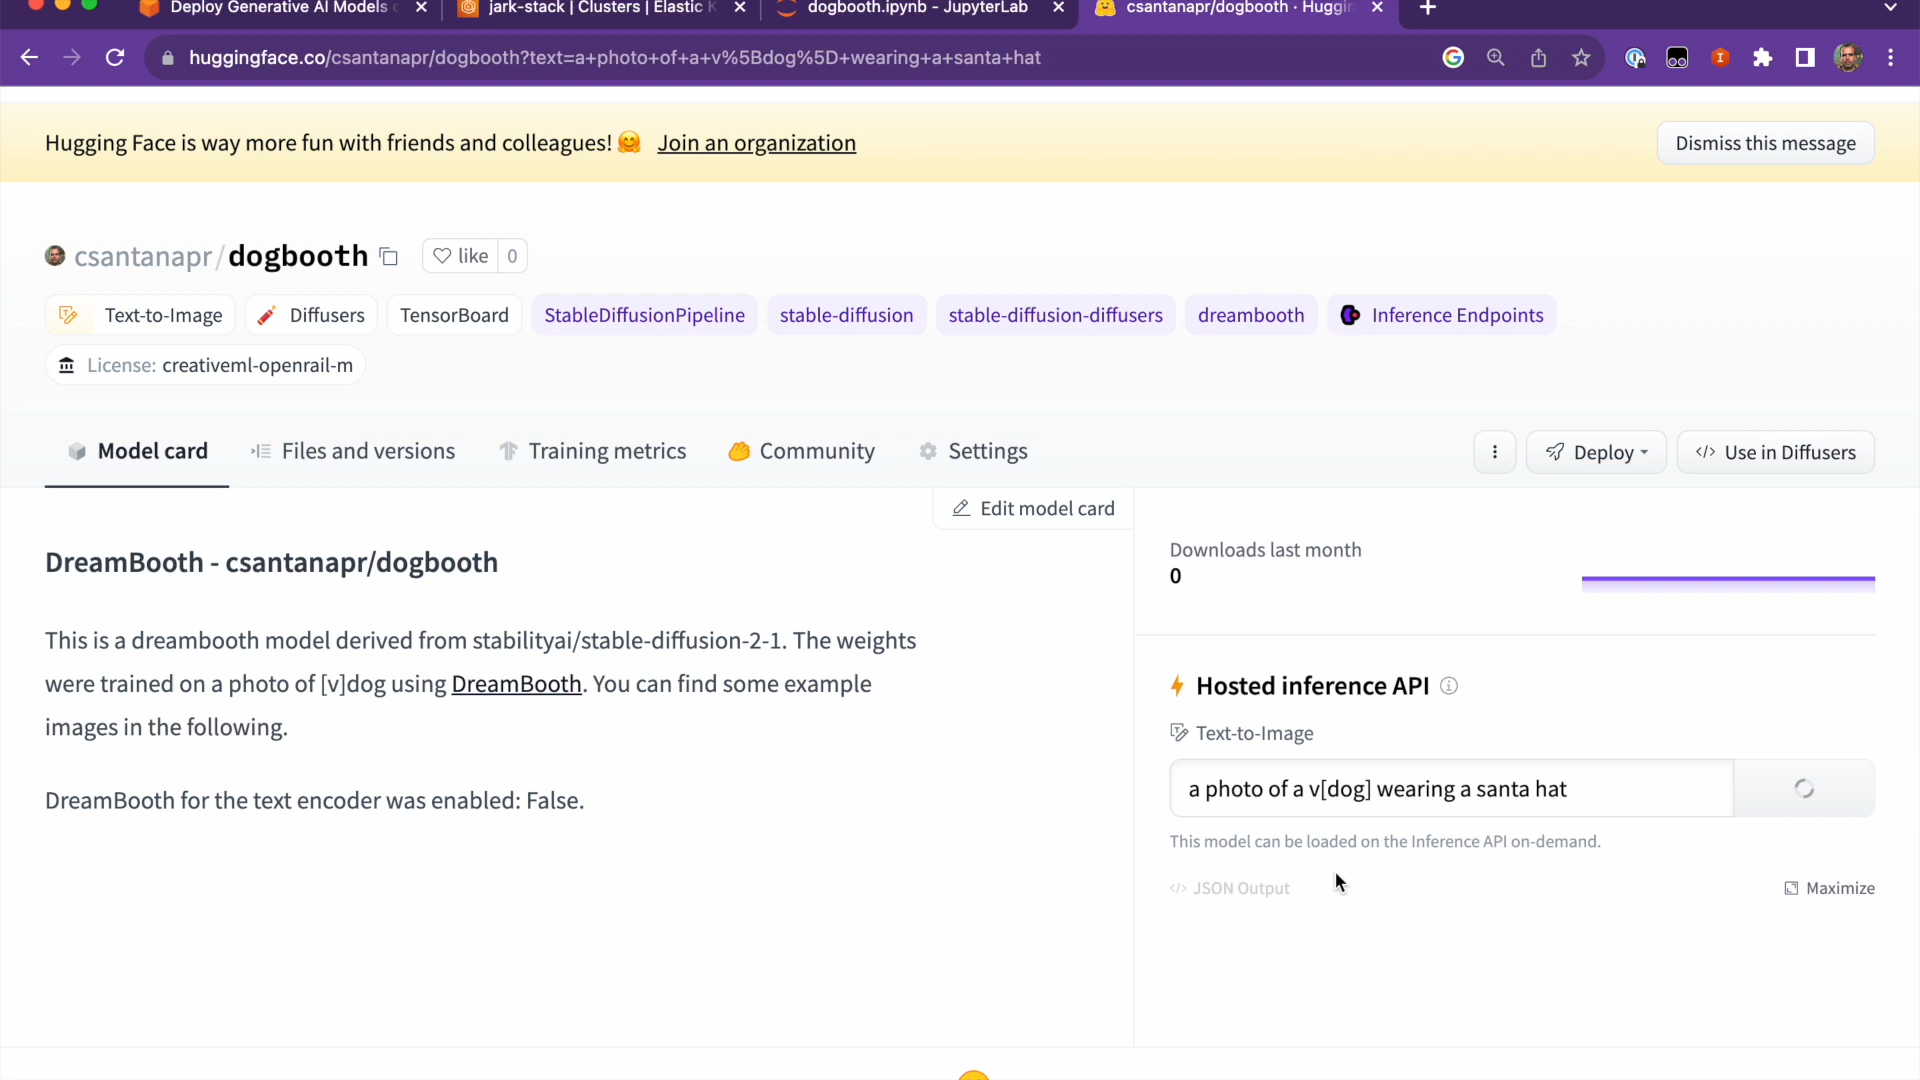 Deploy Generative AI Models
jark-stack | Clusters | Elastic K
dogbooth.ipynb - JupyterLab
csantanapr/dogbooth · Huggin
huggingface.co/csantanapr/dogbooth?text=a+photo+of+a+v%5Bdog%5D+wearing+a+santa+hat
Hugging Face is way more fun with friends and colleagues! 🤗 Join an organization
Dismiss this message
csantanapr/dogbooth
like 0
Text-to-Image
Diffusers
TensorBoard
StableDiffusionPipeline
stable-diffusion
stable-diffusion-diffusers
dreambooth
Inference Endpoints
License: creativeml-openrail-m
Model card
Files and versions
Training metrics
Community
Settings
Deploy
</> Use in Diffusers
Edit model card
DreamBooth - csantanapr/dogbooth
This is a dreambooth model derived from stabilityai/stable-diffusion-2-1. The weights
were trained on a photo of [v]dog using DreamBooth. You can find some example
images in the following.
DreamBooth for the text encoder was enabled: False.
Downloads last month
0
Hosted inference API
Text-to-Image
a photo of a v[dog] wearing a santa hat
This model can be loaded on the Inference API on-demand.
</> JSON Output
Maximize